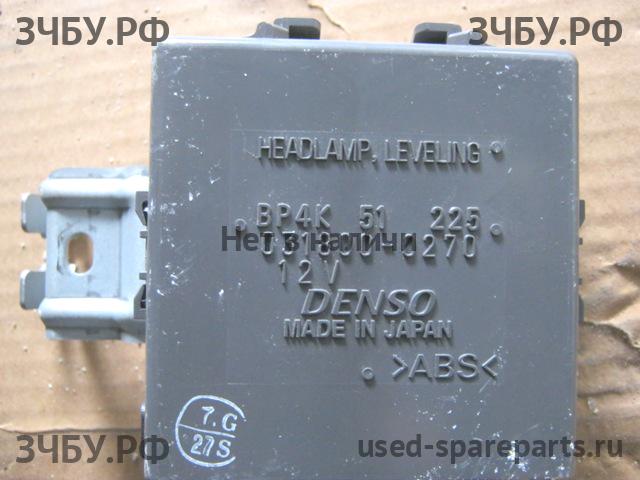 ЗЧБУ.РФ
ЗЧБУ.РФ
HEADLAMP, LEVELING
BP4K 51 225
Нет в наличии
12V
DENSO
MADE IN JAPAN
>ABS<
7.G
27S
ЗЧБУ.РФ
used-spareparts.ru